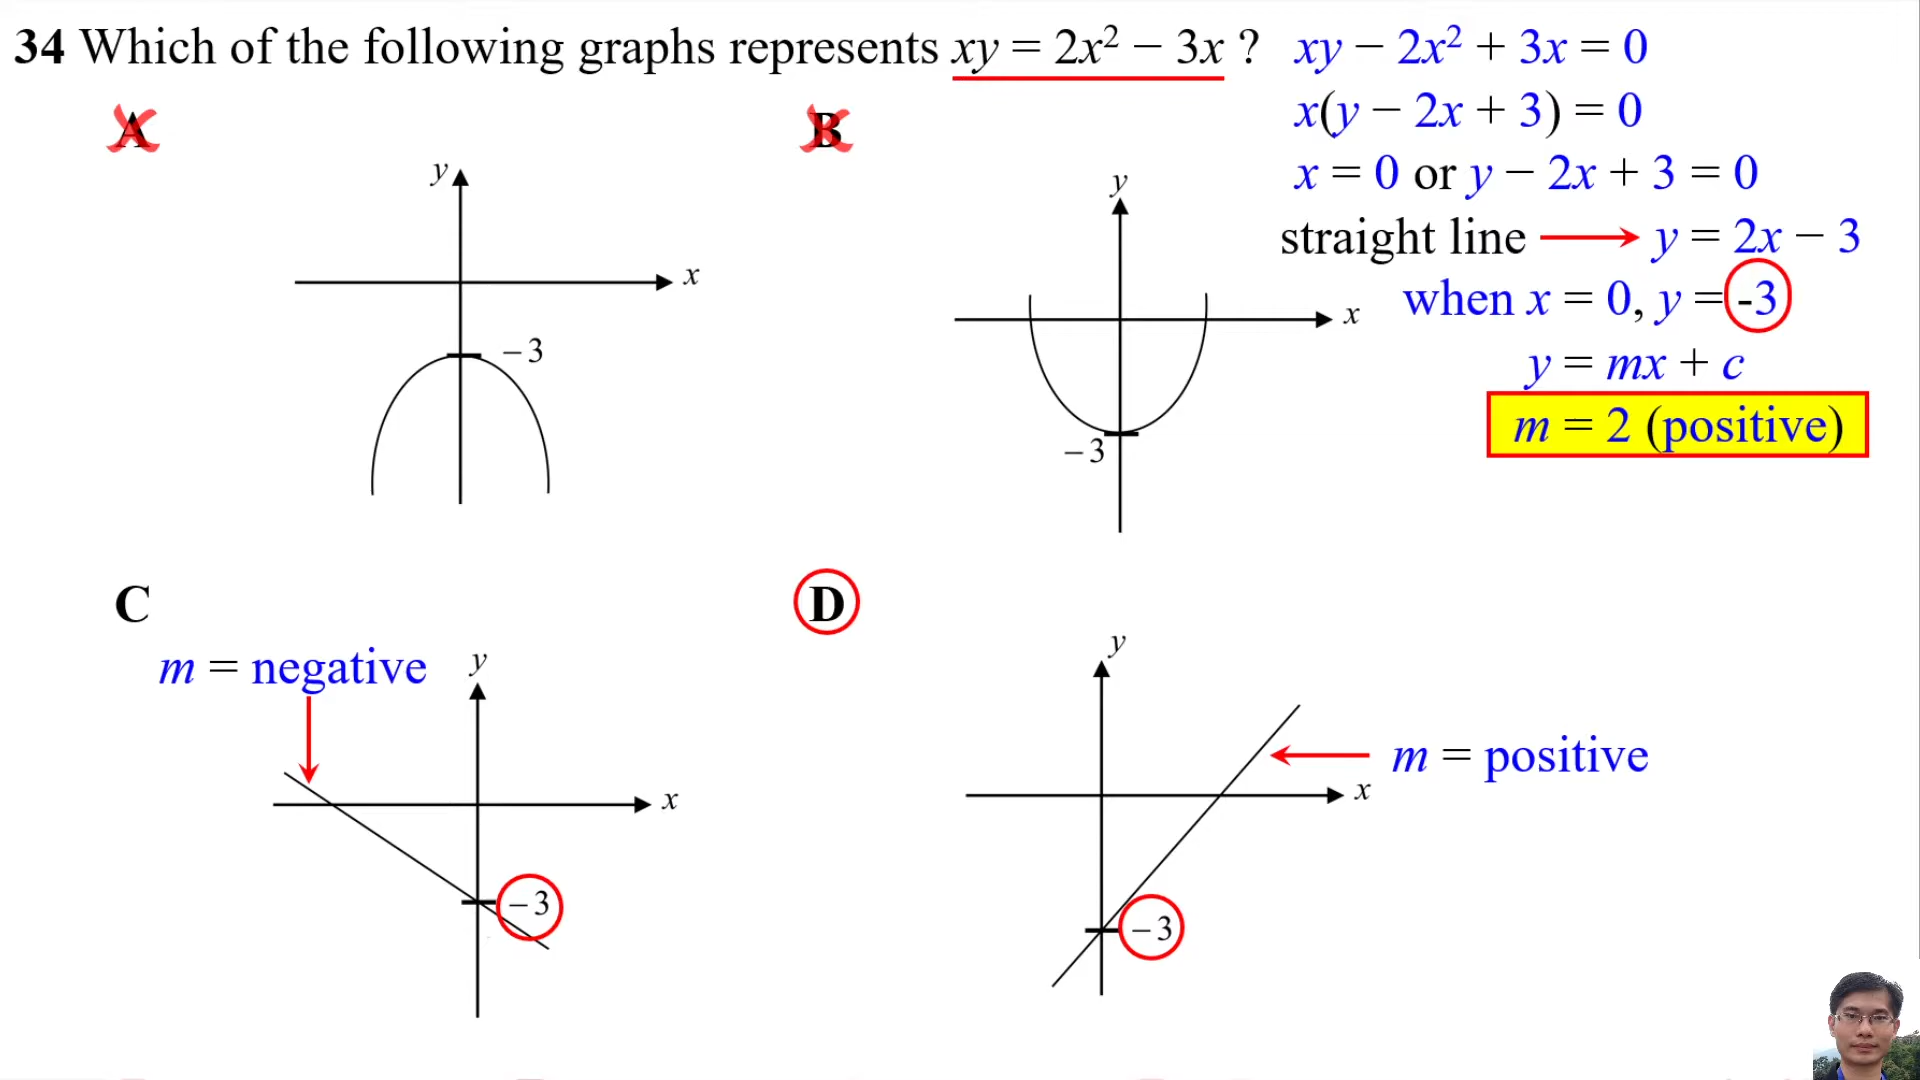 34 Which of the following graphs represents xy = 2x² − 3x ?
xy − 2x² + 3x = 0
x(y − 2x + 3) = 0
x = 0 or y − 2x + 3 = 0
straight line y = 2x − 3
when x = 0, y = -3
y = mx + c
m = 2 (positive)
A
y
x
− 3
B
y
x
− 3
C
m = negative
y
x
− 3
D
y
m = positive
x
− 3